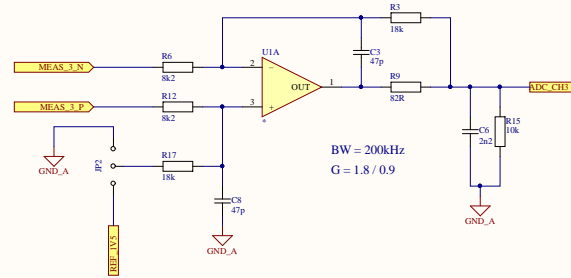 R3
18k
MEAS_3_N
R6
8k2
U1A
2
1
OUT
C3
47p
R9
82R
MEAS_3_P
R12
8k2
3
*
ADC_CH3
C6
2n2
R15
10k
BW = 200kHz
G = 1.8 / 0.9
JP2
R17
18k
GND_A
C8
47p
GND_A
GND_A
REF_1V5